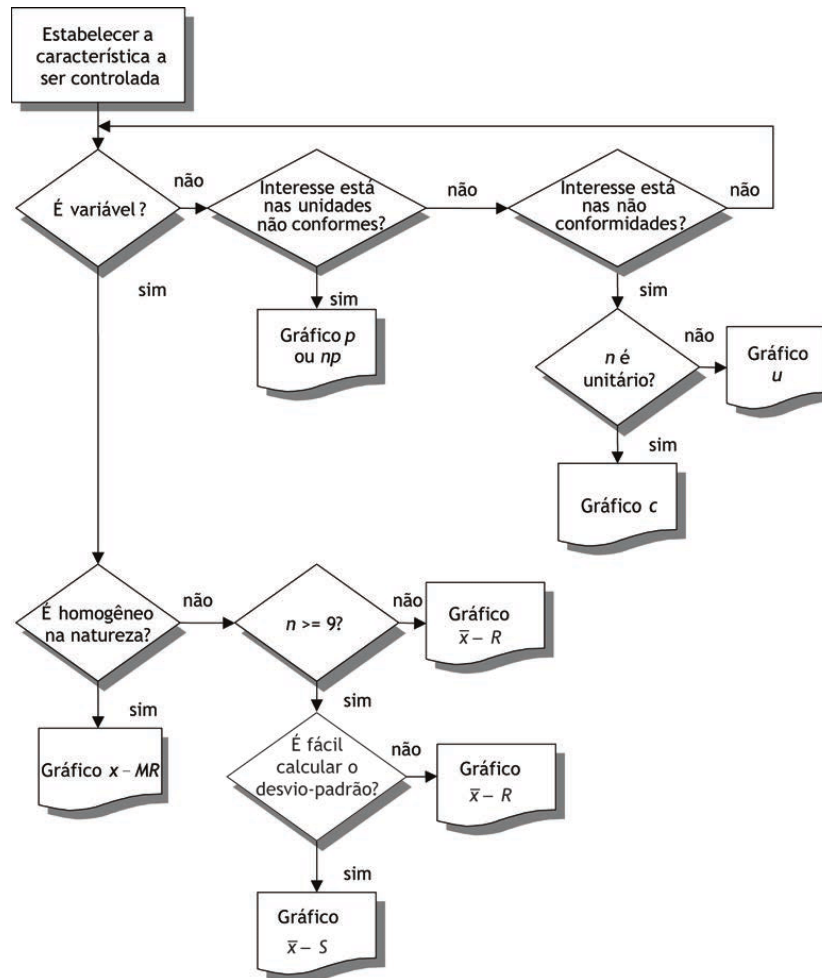 Estabelecer a
característica a
ser controlada
É variável?
não
Interesse está
nas unidades
não conformes?
não
Interesse está
nas não
conformidades?
não
sim
sim
sim
Gráfico p
ou np
n é
unitário?
não
Gráfico
u
sim
Gráfico c
É homogêneo
na natureza?
não
n >= 9?
não
Gráfico
x̅ – R
sim
sim
Gráfico x – MR
É fácil
calcular o
desvio-padrão?
não
Gráfico
x̅ – R
sim
Gráfico
x̅ – S